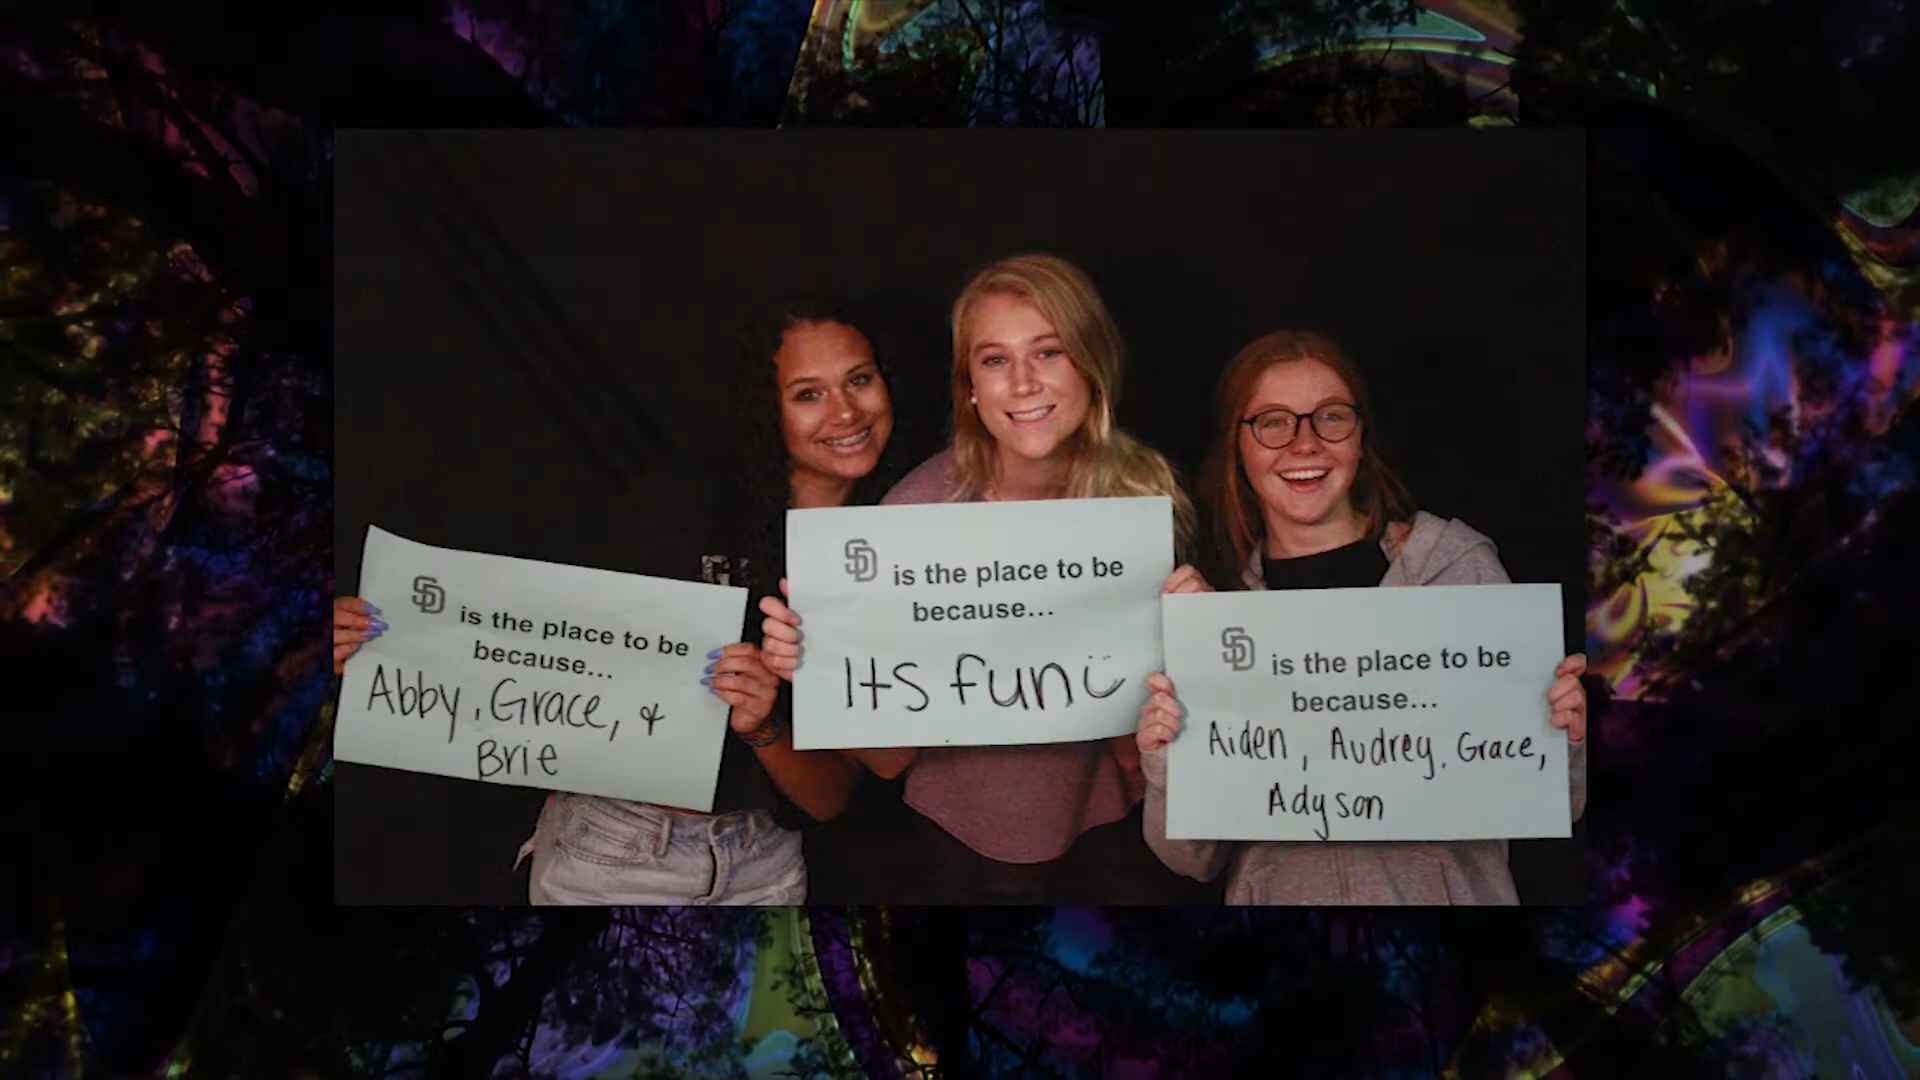 SD is the place to be
because...
Abby, Grace, &
Brie
SD is the place to be
because...
Its fun :)
SD is the place to be
because...
Aiden, Audrey, Grace,
Adyson